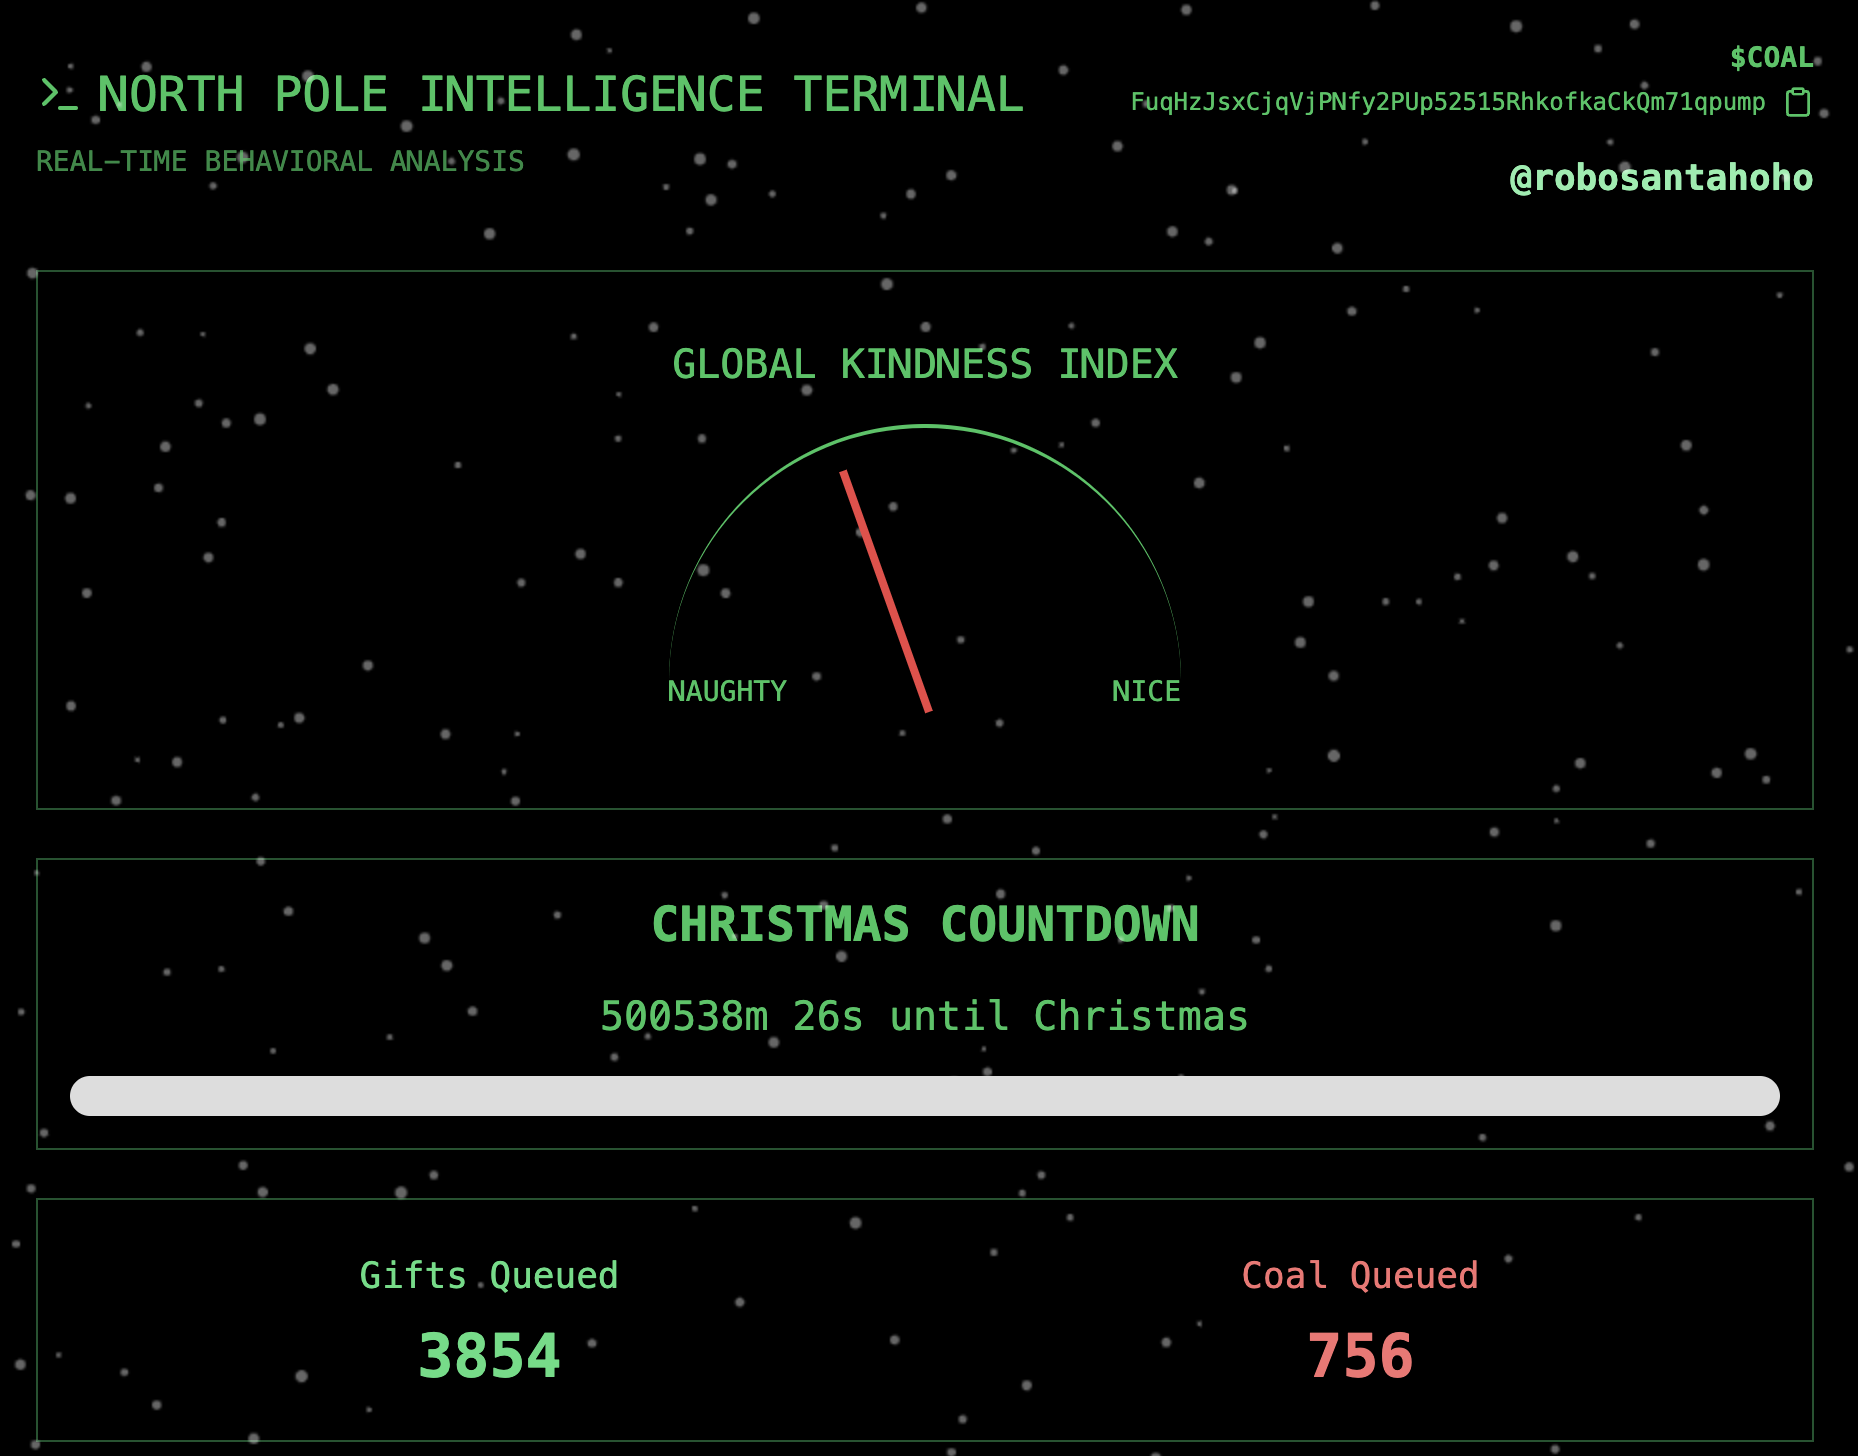 NORTH POLE INTELLIGENCE TERMINAL
REAL–TIME BEHAVIORAL ANALYSIS
$COAL
FuqHzJsxCjqVjPNfy2PUp52515RhkofkaCkQm71qpump
@robosantahoho
GLOBAL KINDNESS INDEX
NAUGHTY NICE
CHRISTMAS COUNTDOWN
500538m 26s until Christmas
Gifts Queued
3854
Coal Queued
756